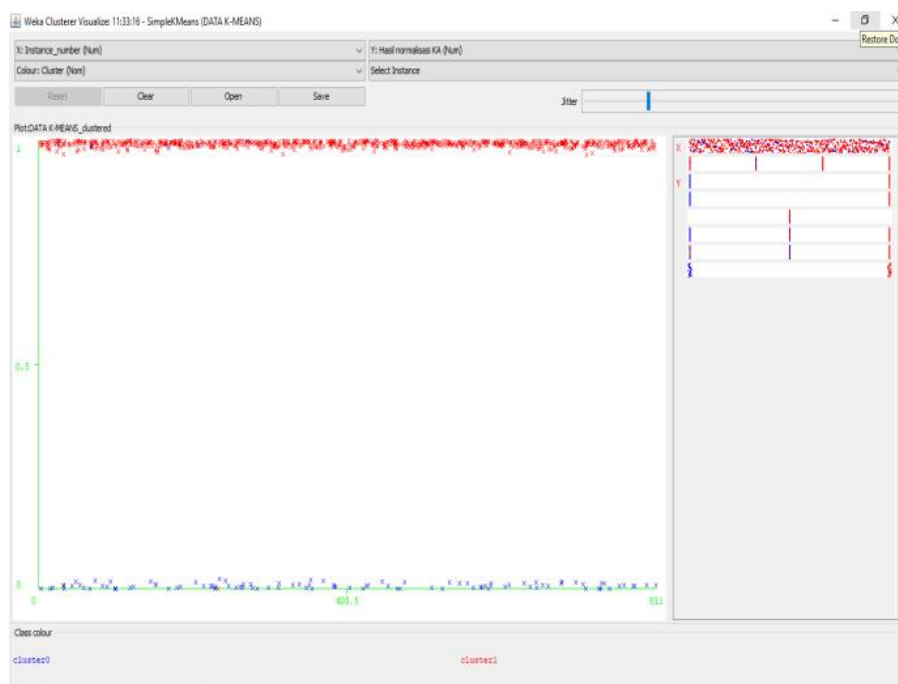 Weka Clusterer Visualize: 11:33:16 - SimpleKMeans (DATA K-MEANS)
Restore Do
X: Instance_number (Num)
Y: Hasil normalisasi KA (Num)
Colour: Cluster (Nom)
Select Instance
Reset
Clear
Open
Save
Jitter
Plot:DATA K-MEANS_clustered
1
0.5
0
0
405.5
811
X
Y
Class colour
cluster0
cluster1